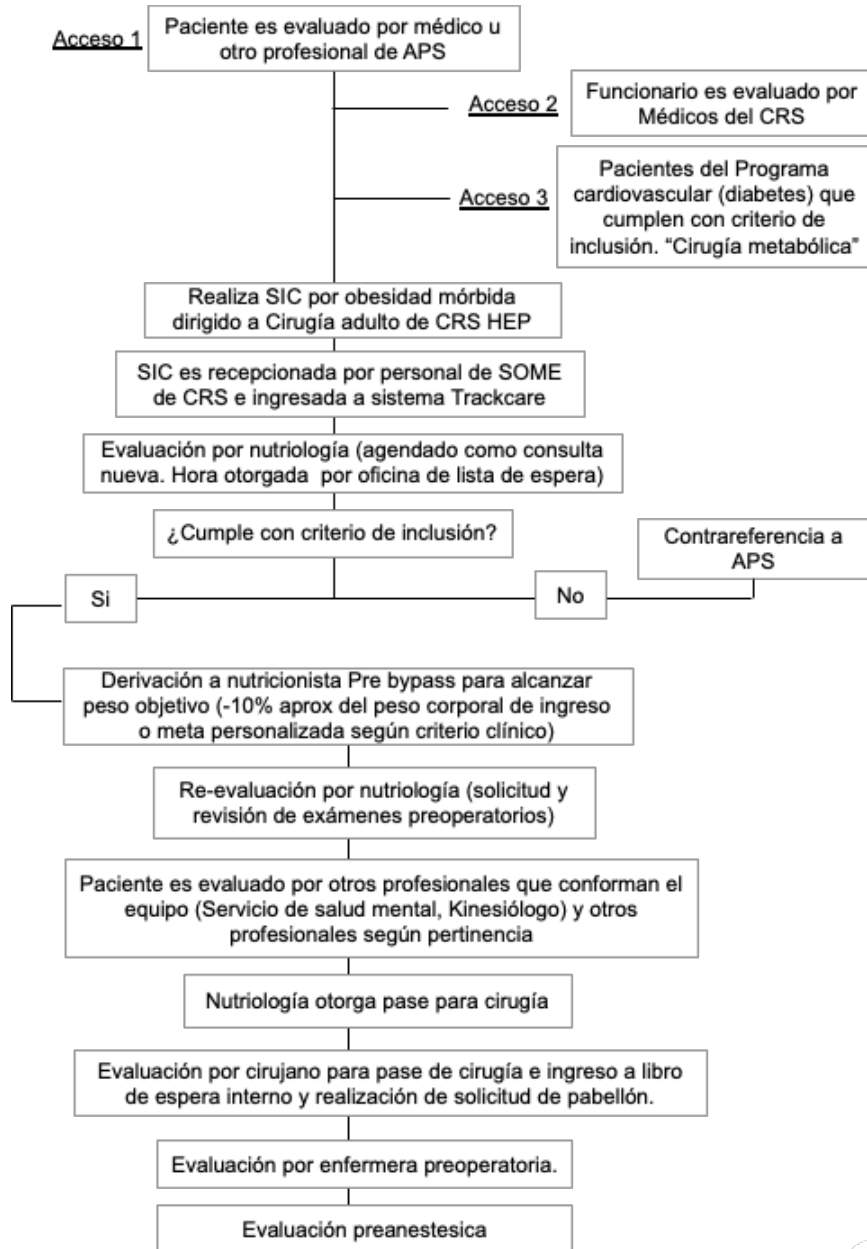 Acceso 1
Paciente es evaluado por médico u
otro profesional de APS
Acceso 2
Funcionario es evaluado por
Médicos del CRS
Acceso 3
Pacientes del Programa
cardiovascular (diabetes) que
cumplen con criterio de
inclusión. “Cirugía metabólica”
Realiza SIC por obesidad mórbida
dirigido a Cirugía adulto de CRS HEP
SIC es recepcionada por personal de SOME
de CRS e ingresada a sistema Trackcare
Evaluación por nutriología (agendado como consulta
nueva. Hora otorgada por oficina de lista de espera)
¿Cumple con criterio de inclusión?
Contrareferencia a
APS
Si
No
Derivación a nutricionista Pre bypass para alcanzar
peso objetivo (-10% aprox del peso corporal de ingreso
o meta personalizada según criterio clínico)
Re-evaluación por nutriología (solicitud y
revisión de exámenes preoperatorios)
Paciente es evaluado por otros profesionales que conforman el
equipo (Servicio de salud mental, Kinesiólogo) y otros
profesionales según pertinencia
Nutriología otorga pase para cirugía
Evaluación por cirujano para pase de cirugía e ingreso a libro
de espera interno y realización de solicitud de pabellón.
Evaluación por enfermera preoperatoria.
Evaluación preanestesica